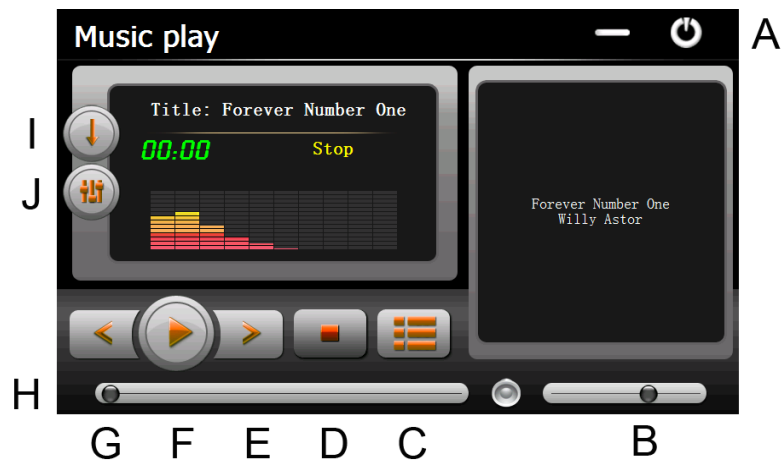 Music play
A
Title: Forever Number One
I
00:00
Stop
J
Forever Number One
Willy Astor
H
G F E D C B